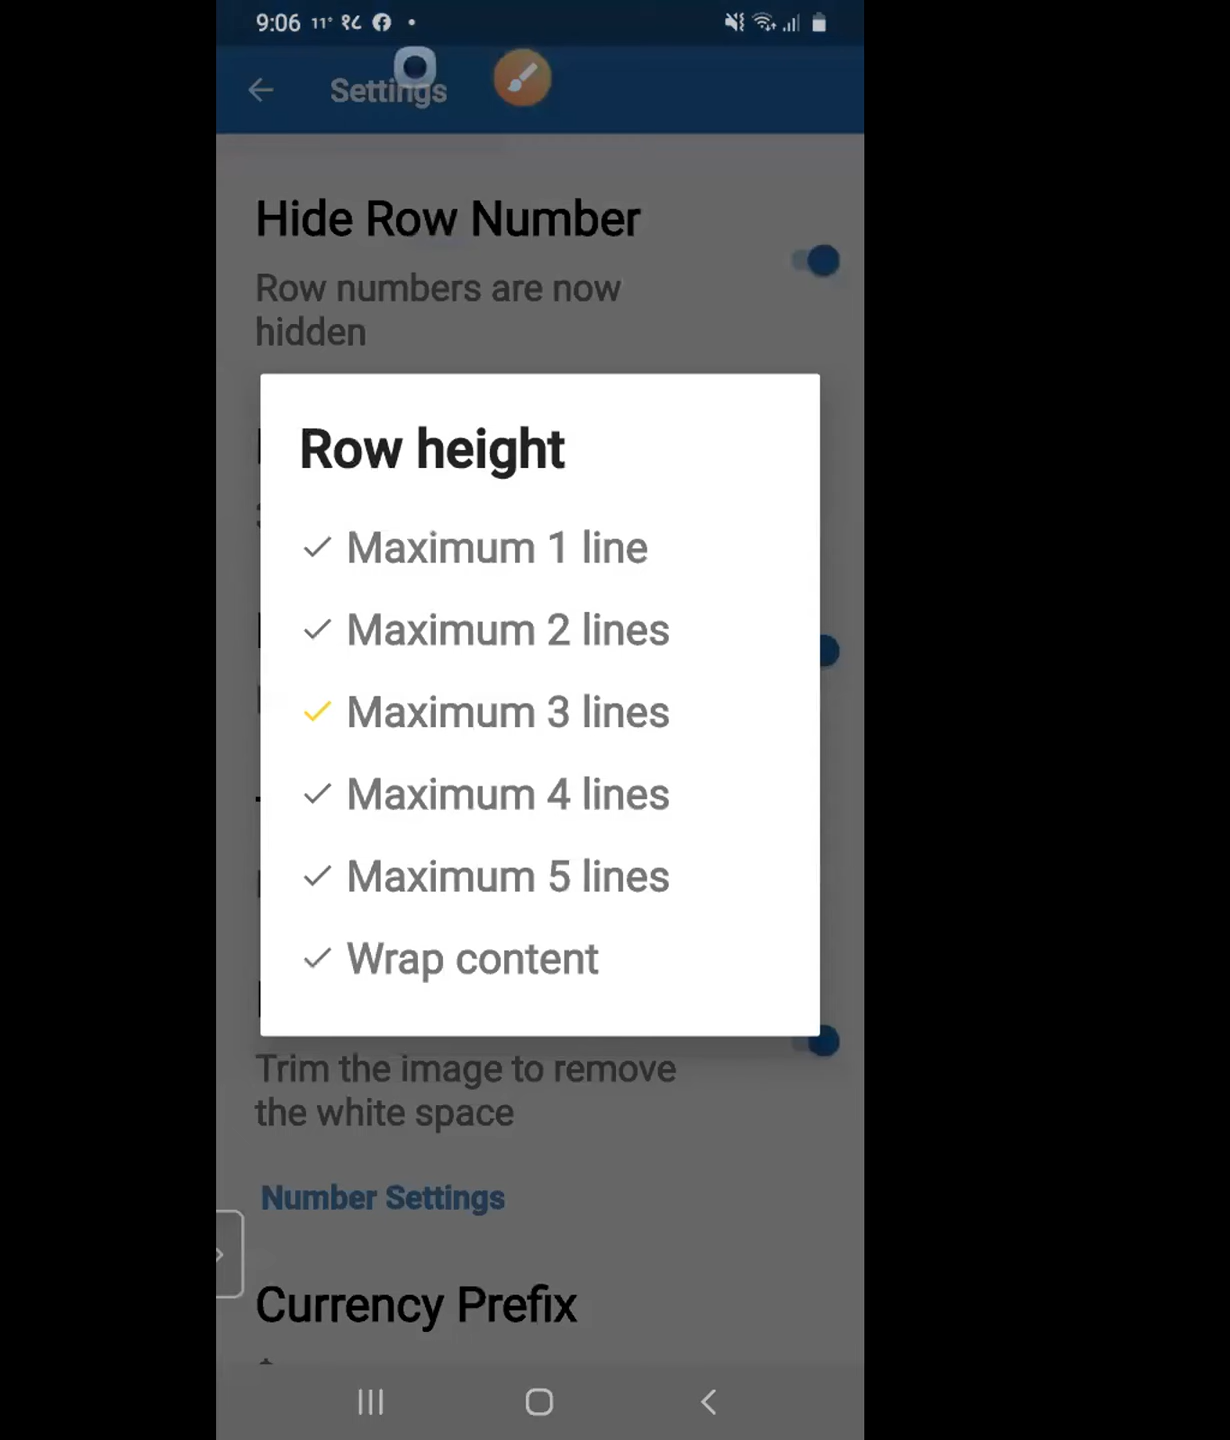 9:06 11° १८
Settings
Hide Row Number
Row numbers are now
hidden
Row height
Maximum 1 line
Maximum 2 lines
Maximum 3 lines
Maximum 4 lines
Maximum 5 lines
Wrap content
Trim the image to remove
the white space
Number Settings
Currency Prefix